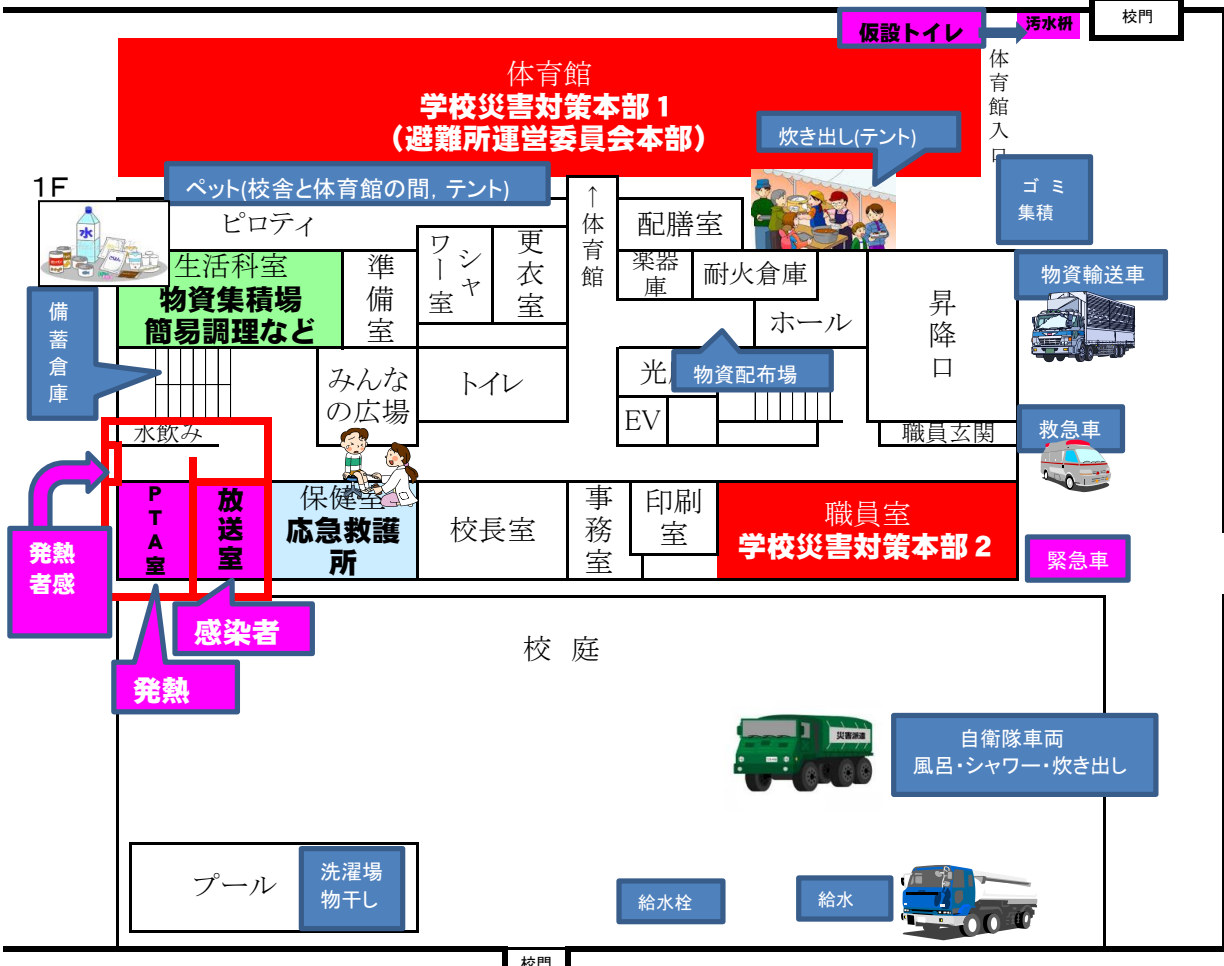 校門
仮設トイレ
汚水枡
体育館入口
体育館
学校災害対策本部1
(避難所運営委員会本部)
炊き出し(テント)
1F
ペット(校舎と体育館の間,テント)
ゴミ
集積
水
ピロティ
↑体育館
配膳室
シャワー室
更衣室
生活科室
物資集積場
簡易調理など
準備室
楽器庫
耐火倉庫
物資輸送車
昇降口
備蓄倉庫
ホール
みんな
の広場
トイレ
光
物資配布場
EV
水飲み
職員玄関
救急車
PTA室
放送室
保健室
応急救護
所
校長室
事務室
印刷室
職員室
学校災害対策本部2
緊急車
発熱
者感
感染者
発熱
校庭
災害派遣
自衛隊車両
風呂・シャワー・炊き出し
プール
洗濯場
物干し
給水栓
給水
校門